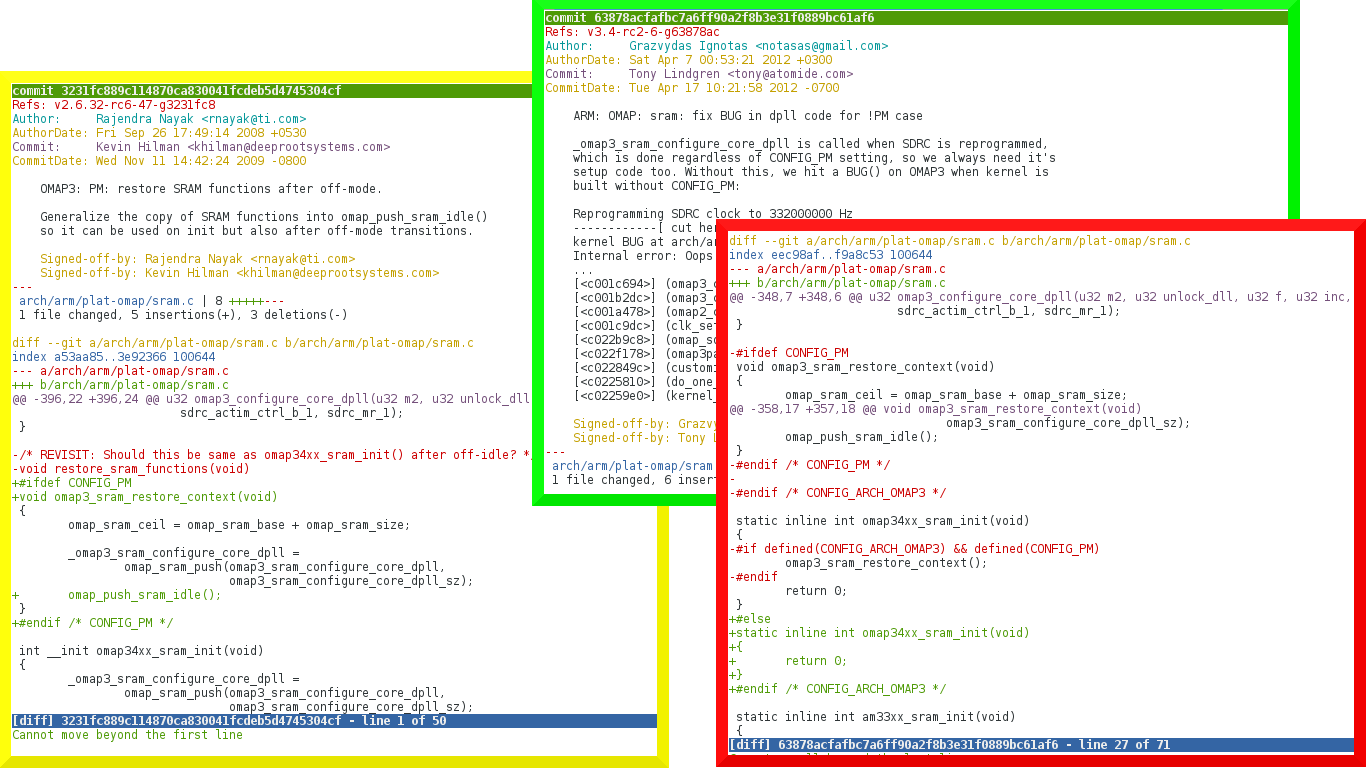 commit 3231fc889c114870ca830041fcdeb5d4745304cf
Refs: v2.6.32-rc6-47-g3231fc8
Author:     Rajendra Nayak <rnayak@ti.com>
AuthorDate: Fri Sep 26 17:49:14 2008 +0530
Commit:     Kevin Hilman <khilman@deeprootsystems.com>
CommitDate: Wed Nov 11 14:42:24 2009 -0800
    OMAP3: PM: restore SRAM functions after off-mode.
    Generalize the copy of SRAM functions into omap_push_sram_idle()
    so it can be used on init but also after off-mode transitions.
    Signed-off-by: Rajendra Nayak <rnayak@ti.com>
    Signed-off-by: Kevin Hilman <khilman@deeprootsystems.com>
---
 arch/arm/plat-omap/sram.c | 8 +++++---
 1 file changed, 5 insertions(+), 3 deletions(-)
diff --git a/arch/arm/plat-omap/sram.c b/arch/arm/plat-omap/sram.c
index a53aa85..3e92366 100644
--- a/arch/arm/plat-omap/sram.c
+++ b/arch/arm/plat-omap/sram.c
@@ -396,22 +396,24 @@ u32 omap3_configure_core_dpll(u32 m2, u32 unlock_dll
                        sdrc_actim_ctrl_b_1, sdrc_mr_1);
 }
-/* REVISIT: Should this be same as omap34xx_sram_init() after off-idle? *
-void restore_sram_functions(void)
+#ifdef CONFIG_PM
+void omap3_sram_restore_context(void)
 {
        omap_sram_ceil = omap_sram_base + omap_sram_size;
        _omap3_sram_configure_core_dpll =
                omap_sram_push(omap3_sram_configure_core_dpll,
                               omap3_sram_configure_core_dpll_sz);
+       omap_push_sram_idle();
 }
+#endif /* CONFIG_PM */
 int __init omap34xx_sram_init(void)
 {
        _omap3_sram_configure_core_dpll =
                omap_sram_push(omap3_sram_configure_core_dpll,
                               omap3_sram_configure_core_dpll_sz);
[diff] 3231fc889c114870ca830041fcdeb5d4745304cf - line 1 of 50
Cannot move beyond the first line
commit 63878acfafbc7a6ff90a2f8b3e31f0889bc61af6
Refs: v3.4-rc2-6-g63878ac
Author:     Grazvydas Ignotas <notasas@gmail.com>
AuthorDate: Sat Apr 7 00:53:21 2012 +0300
Commit:     Tony Lindgren <tony@atomide.com>
CommitDate: Tue Apr 17 10:21:58 2012 -0700
    ARM: OMAP: sram: fix BUG in dpll code for !PM case
    _omap3_sram_configure_core_dpll is called when SDRC is reprogrammed,
    which is done regardless of CONFIG_PM setting, so we always need it's
    setup code too. Without this, we hit a BUG() on OMAP3 when kernel is
    built without CONFIG_PM:
    Reprogramming SDRC clock to 332000000 Hz
    ------------[ cut he
    kernel BUG at arch/a
    Internal error: Oops
    ...
    [<c001c694>] (omap3_
    [<c001b2dc>] (omap3_
    [<c001a478>] (omap2_
    [<c001c9dc>] (clk_se
    [<c022b9c8>] (omap_s
    [<c022f178>] (omap3p
    [<c022849c>] (custom
    [<c0225810>] (do_one
    [<c02259e0>] (kernel
    Signed-off-by: Grazv
    Signed-off-by: Tony
---
 arch/arm/plat-omap/sram
 1 file changed, 6 inser
diff --git a/arch/arm/plat-omap/sram.c b/arch/arm/plat-omap/sram.c
index eec98af..f9a8c53 100644
--- a/arch/arm/plat-omap/sram.c
+++ b/arch/arm/plat-omap/sram.c
@@ -348,7 +348,6 @@ u32 omap3_configure_core_dpll(u32 m2, u32 unlock_dll, u32 f, u32 inc,
                        sdrc_actim_ctrl_b_1, sdrc_mr_1);
 }
-#ifdef CONFIG_PM
 void omap3_sram_restore_context(void)
 {
        omap_sram_ceil = omap_sram_base + omap_sram_size;
@@ -358,17 +357,18 @@ void omap3_sram_restore_context(void)
                               omap3_sram_configure_core_dpll_sz);
        omap_push_sram_idle();
 }
-#endif /* CONFIG_PM */
-
-#endif /* CONFIG_ARCH_OMAP3 */
 static inline int omap34xx_sram_init(void)
 {
-#if defined(CONFIG_ARCH_OMAP3) && defined(CONFIG_PM)
        omap3_sram_restore_context();
-#endif
        return 0;
 }
+#else
+static inline int omap34xx_sram_init(void)
+{
+       return 0;
+}
+#endif /* CONFIG_ARCH_OMAP3 */
 static inline int am33xx_sram_init(void)
 {
[diff] 63878acfafbc7a6ff90a2f8b3e31f0889bc61af6 - line 27 of 71